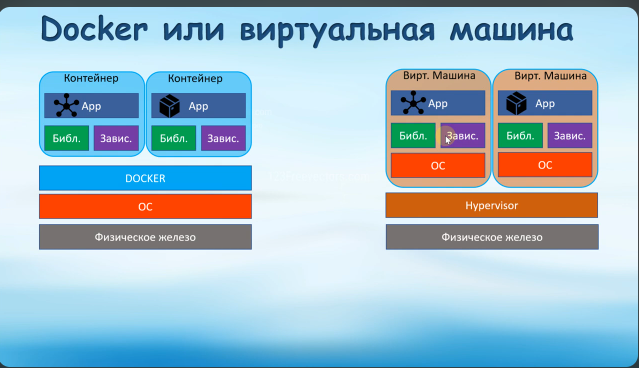 Docker или виртуальная машина
Контейнер
App
Библ. Завис.
Контейнер
App
Библ. Завис.
DOCKER
ОС
Физическое железо
Вирт. Машина
App
Библ. Завис.
ОС
Вирт. Машина
App
Библ. Завис.
ОС
Hypervisor
Физическое железо